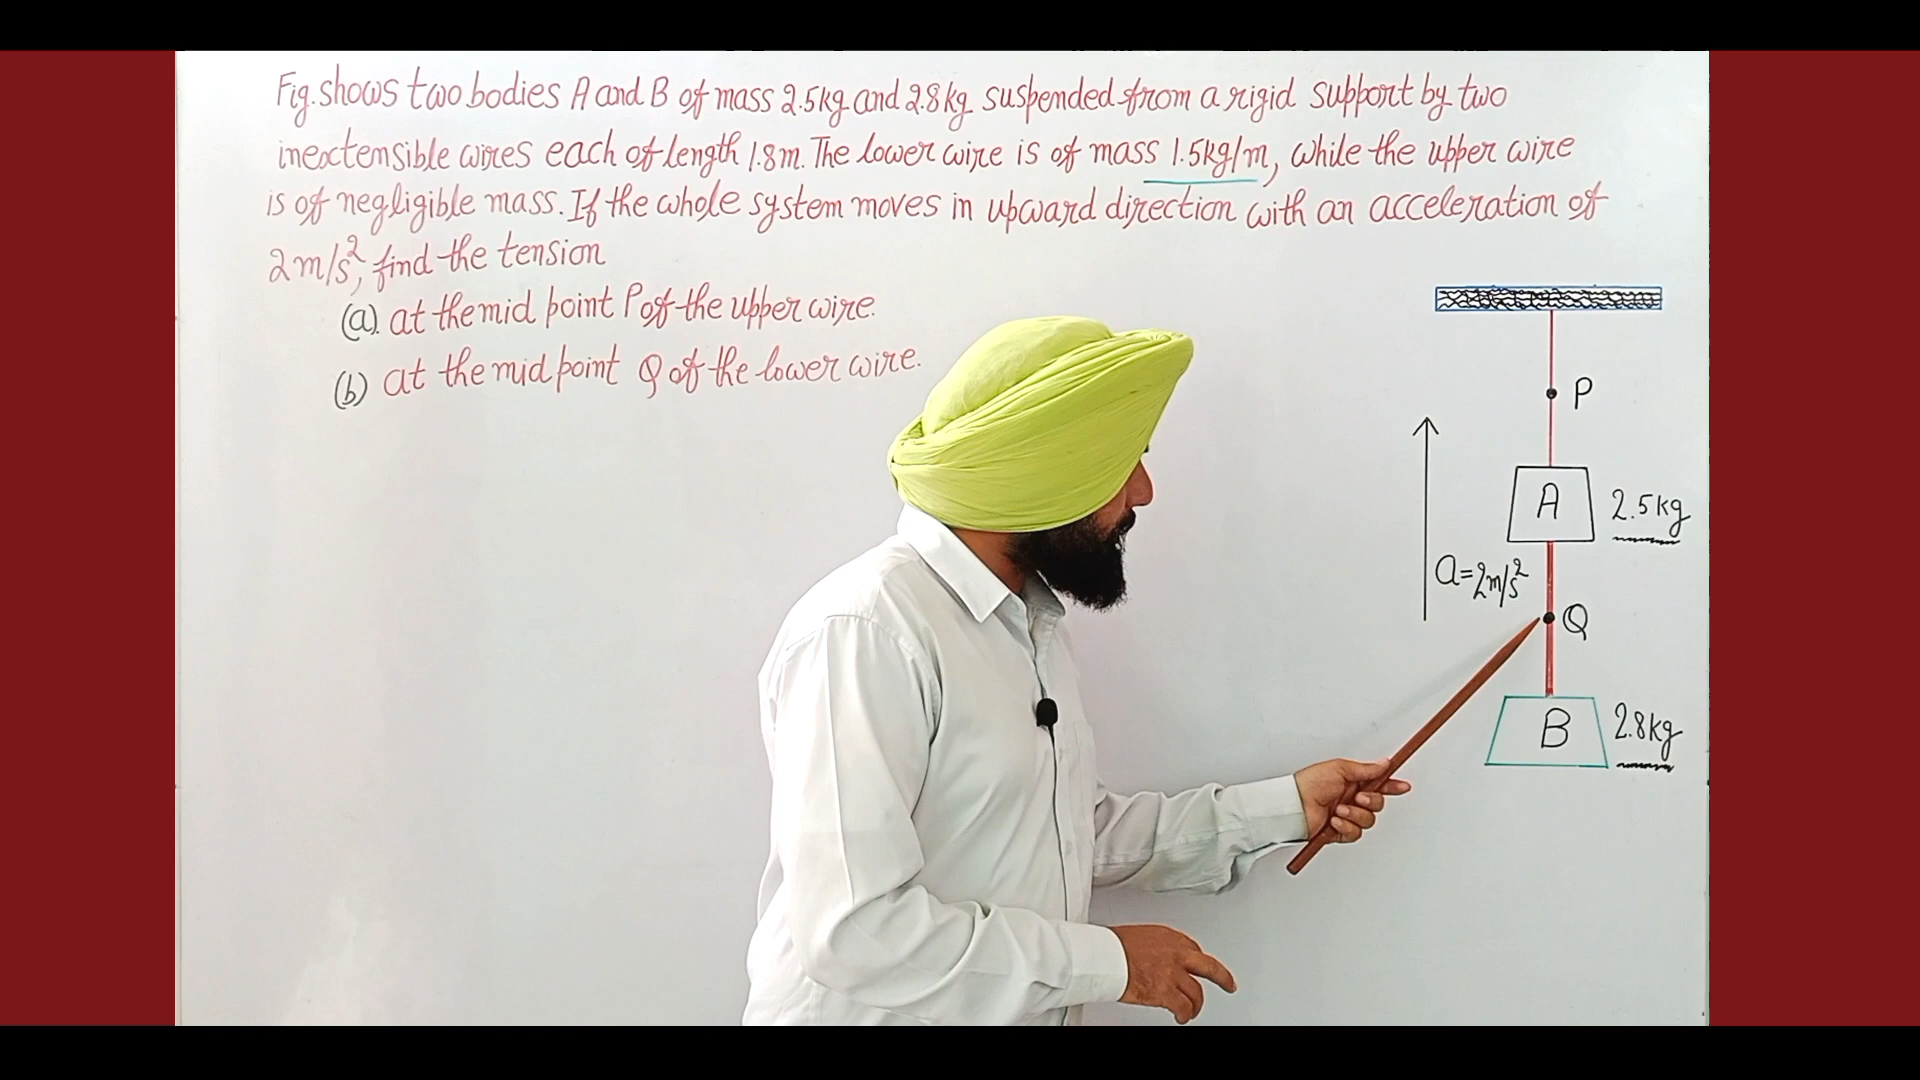 Fig. shows two bodies A and B of mass 2.5kg and 2.8kg suspended from a rigid support by two
inextensible wires each of length 1.8m. The lower wire is of mass 1.5kg/m, while the upper wire
is of negligible mass. If the whole system moves in upward direction with an acceleration of
2m/s², find the tension
(a). at the mid point P of the upper wire.
(b) at the mid point Q of the lower wire.
P
A 2.5kg
a=2m/s²
Q
B 2.8kg